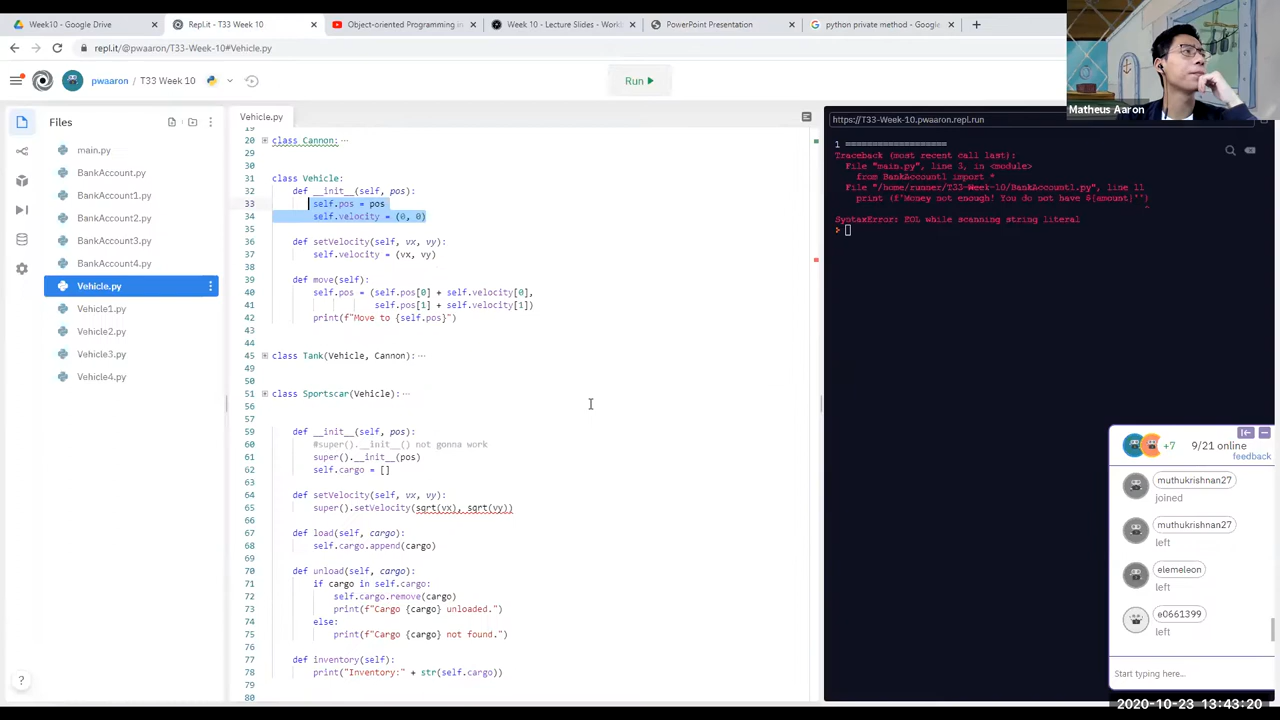 Week10 - Google Drive
Repl.it - T33 Week 10
Object-oriented Programming in
Week 10 - Lecture Slides - Work
PowerPoint Presentation
python private method - Google
repl.it/@pwaaron/T33-Week-10#Vehicle.py
pwaaron / T33 Week 10
Run
Matheus Aaron
Files
main.py
BankAccount.py
BankAccount1.py
BankAccount2.py
BankAccount3.py
BankAccount4.py
Vehicle.py
Vehicle1.py
Vehicle2.py
Vehicle3.py
Vehicle4.py
Vehicle.py
19
20 class Cannon:
29
30
31 class Vehicle:
32 def __init__(self, pos):
33 self.pos = pos
34 self.velocity = (0, 0)
35
36 def setVelocity(self, vx, vy):
37 self.velocity = (vx, vy)
38
39 def move(self):
40 self.pos = (self.pos[0] + self.velocity[0],
41 self.pos[1] + self.velocity[1])
42 print(f"Move to {self.pos}")
43
44
45 class Tank(Vehicle, Cannon):
49
50
51 class Sportscar(Vehicle):
56
57
59 def __init__(self, pos):
60 #super().__init__() not gonna work
61 super().__init__(pos)
62 self.cargo = []
63
64 def setVelocity(self, vx, vy):
65 super().setVelocity(sqrt(vx), sqrt(vy))
66
67 def load(self, cargo):
68 self.cargo.append(cargo)
69
70 def unload(self, cargo):
71 if cargo in self.cargo:
72 self.cargo.remove(cargo)
73 print(f"Cargo {cargo} unloaded.")
74 else:
75 print(f"Cargo {cargo} not found.")
76
77 def inventory(self):
78 print("Inventory:" + str(self.cargo))
79
80
https://T33-Week-10.pwaaron.repl.run
1 ====================
Traceback (most recent call last):
File "main.py", line 3, in <module>
from BankAccount1 import *
File "/home/runner/T33-Week-10/BankAccount1.py", line 11
print (f'Money not enough! You do not have ${amount}"')
^
SyntaxError: EOL while scanning string literal
>
+7
9/21 online
feedback
muthukrishnan27
joined
muthukrishnan27
left
elemeleon
left
e0661399
left
Start typing here...
?
2020-10-23 13:43:20